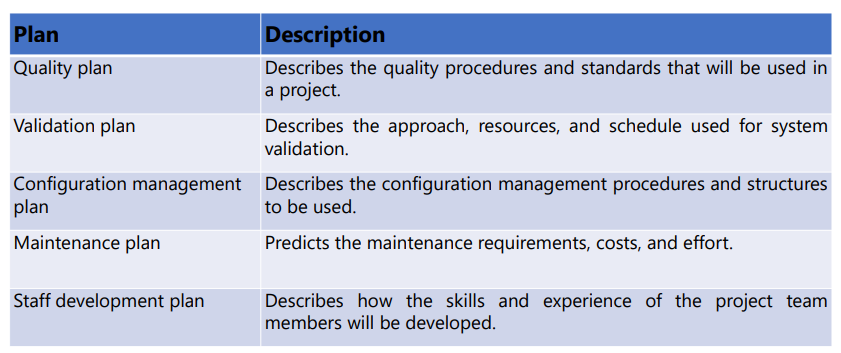 Plan Description
Quality plan Describes the quality procedures and standards that will be used in
a project.
Validation plan Describes the approach, resources, and schedule used for system
validation.
Configuration management Describes the configuration management procedures and structures
plan to be used.
Maintenance plan Predicts the maintenance requirements, costs, and effort.
Staff development plan Describes how the skills and experience of the project team
members will be developed.